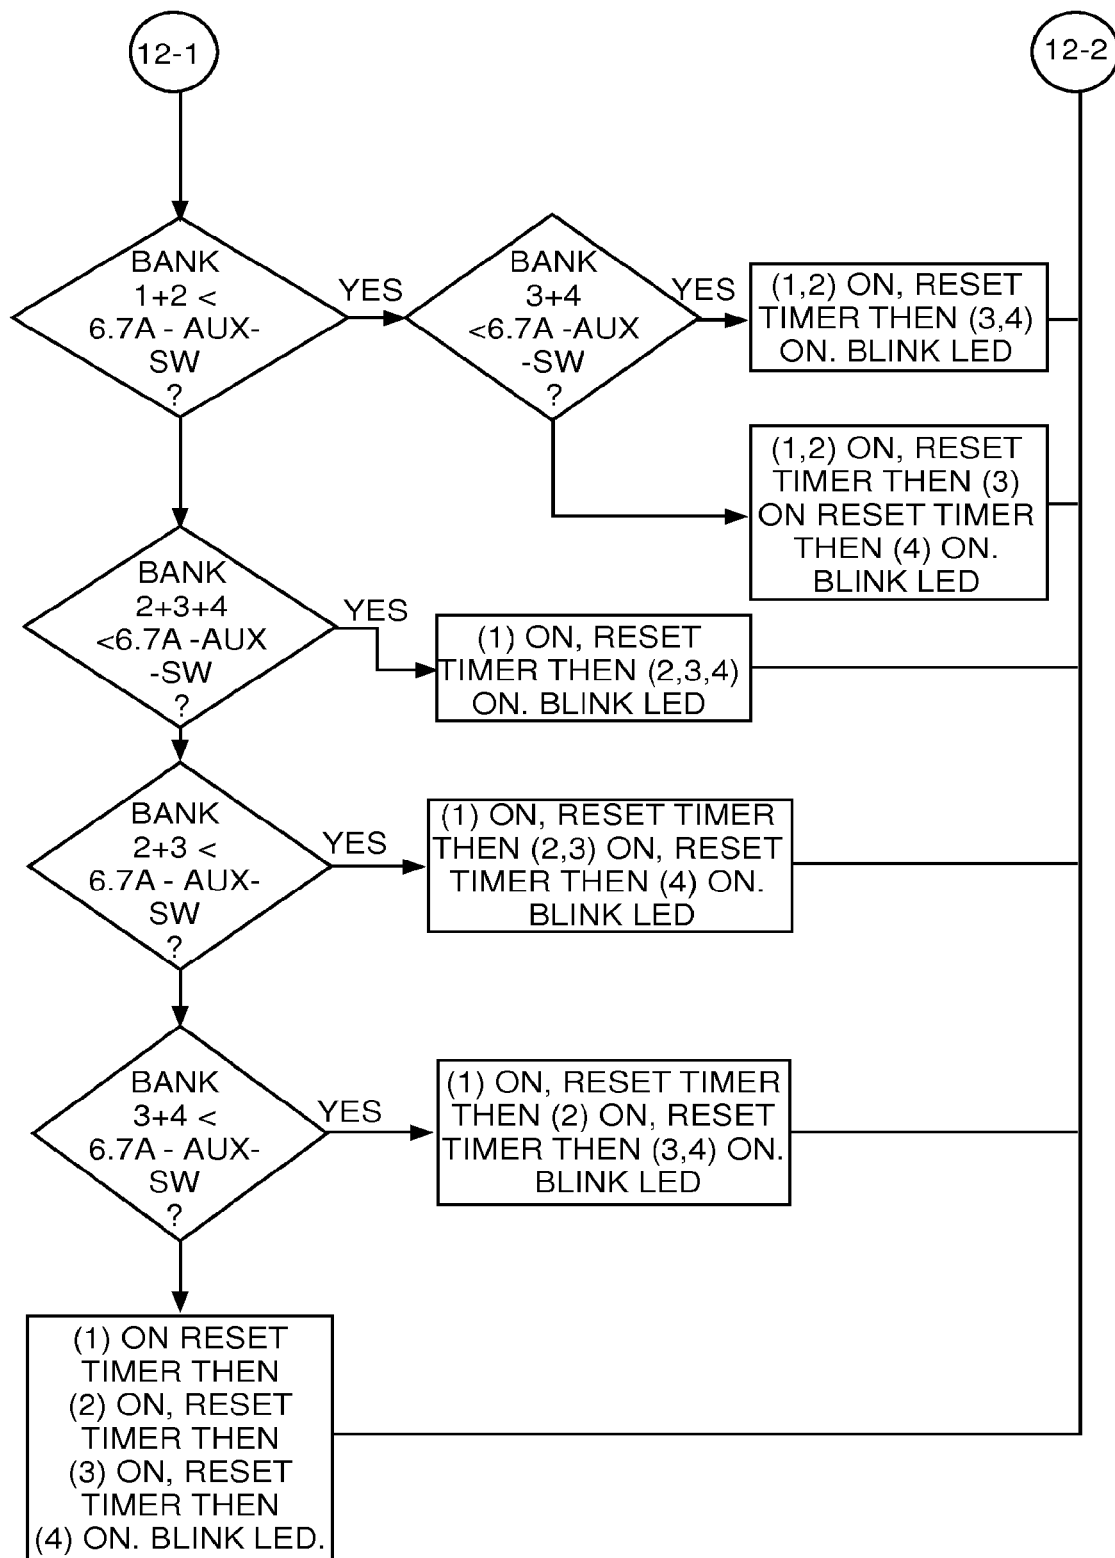 12-1
12-2
BANK
1+2 <
6.7A - AUX-
SW
?
YES
BANK
3+4
<6.7A -AUX
-SW
?
YES
(1,2) ON, RESET
TIMER THEN (3,4)
ON. BLINK LED
(1,2) ON, RESET
TIMER THEN (3)
ON RESET TIMER
THEN (4) ON.
BLINK LED
BANK
2+3+4
<6.7A -AUX
-SW
?
YES
(1) ON, RESET
TIMER THEN (2,3,4)
ON. BLINK LED
BANK
2+3 <
6.7A - AUX-
SW
?
YES
(1) ON, RESET TIMER
THEN (2,3) ON, RESET
TIMER THEN (4) ON.
BLINK LED
BANK
3+4 <
6.7A - AUX-
SW
?
YES
(1) ON, RESET TIMER
THEN (2) ON, RESET
TIMER THEN (3,4) ON.
BLINK LED
(1) ON RESET
TIMER THEN
(2) ON, RESET
TIMER THEN
(3) ON, RESET
TIMER THEN
(4) ON. BLINK LED.